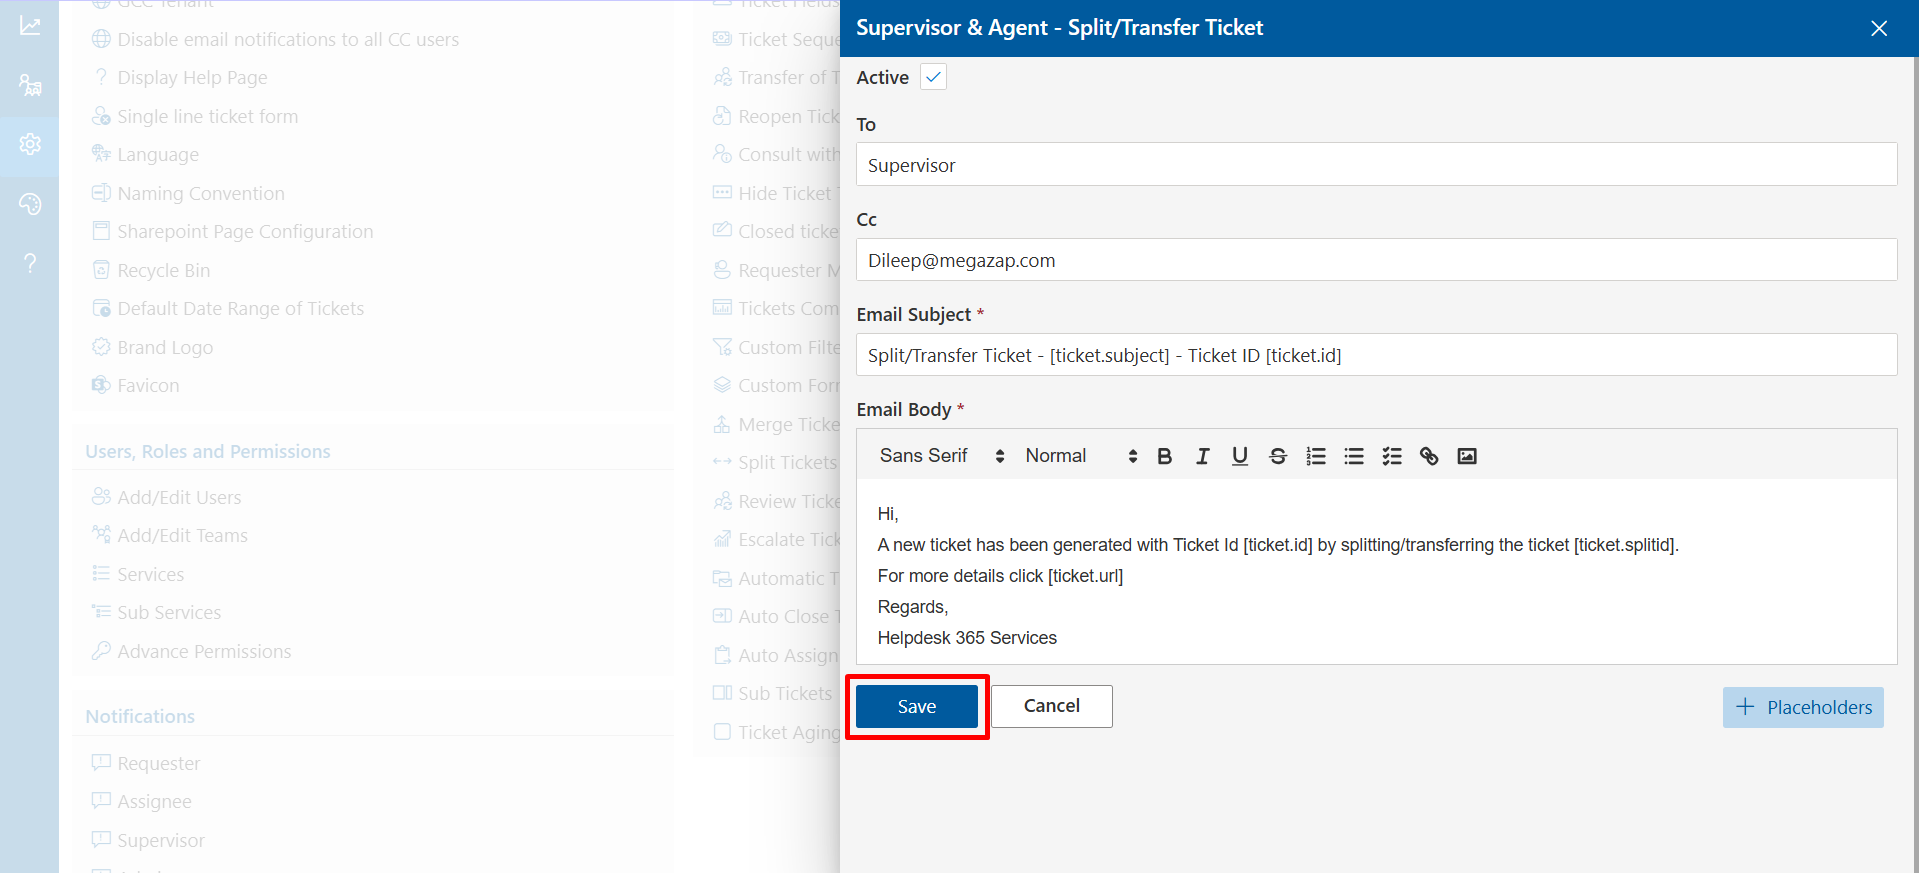 GCC Tenant
Disable email notifications to all CC users
Display Help Page
Single line ticket form
Language
Naming Convention
Sharepoint Page Configuration
Recycle Bin
Default Date Range of Tickets
Brand Logo
Favicon
Users, Roles and Permissions
Add/Edit Users
Add/Edit Teams
Services
Sub Services
Advance Permissions
Notifications
Requester
Assignee
Supervisor
Ticket Fields
Ticket Seque
Transfer of T
Reopen Tick
Consult with
Hide Ticket T
Closed ticke
Requester M
Tickets Com
Custom Filte
Custom Forr
Merge Ticke
Split Tickets
Review Ticke
Escalate Tick
Automatic T
Auto Close T
Auto Assign
Sub Tickets
Ticket Aging
Supervisor & Agent - Split/Transfer Ticket
Active
To
Supervisor
Cc
Dileep@megazap.com
Email Subject *
Split/Transfer Ticket - [ticket.subject] - Ticket ID [ticket.id]
Email Body *
Sans Serif Normal B I U S
Hi,
A new ticket has been generated with Ticket Id [ticket.id] by splitting/transferring the ticket [ticket.splitid].
For more details click [ticket.url]
Regards,
Helpdesk 365 Services
Save Cancel + Placeholders